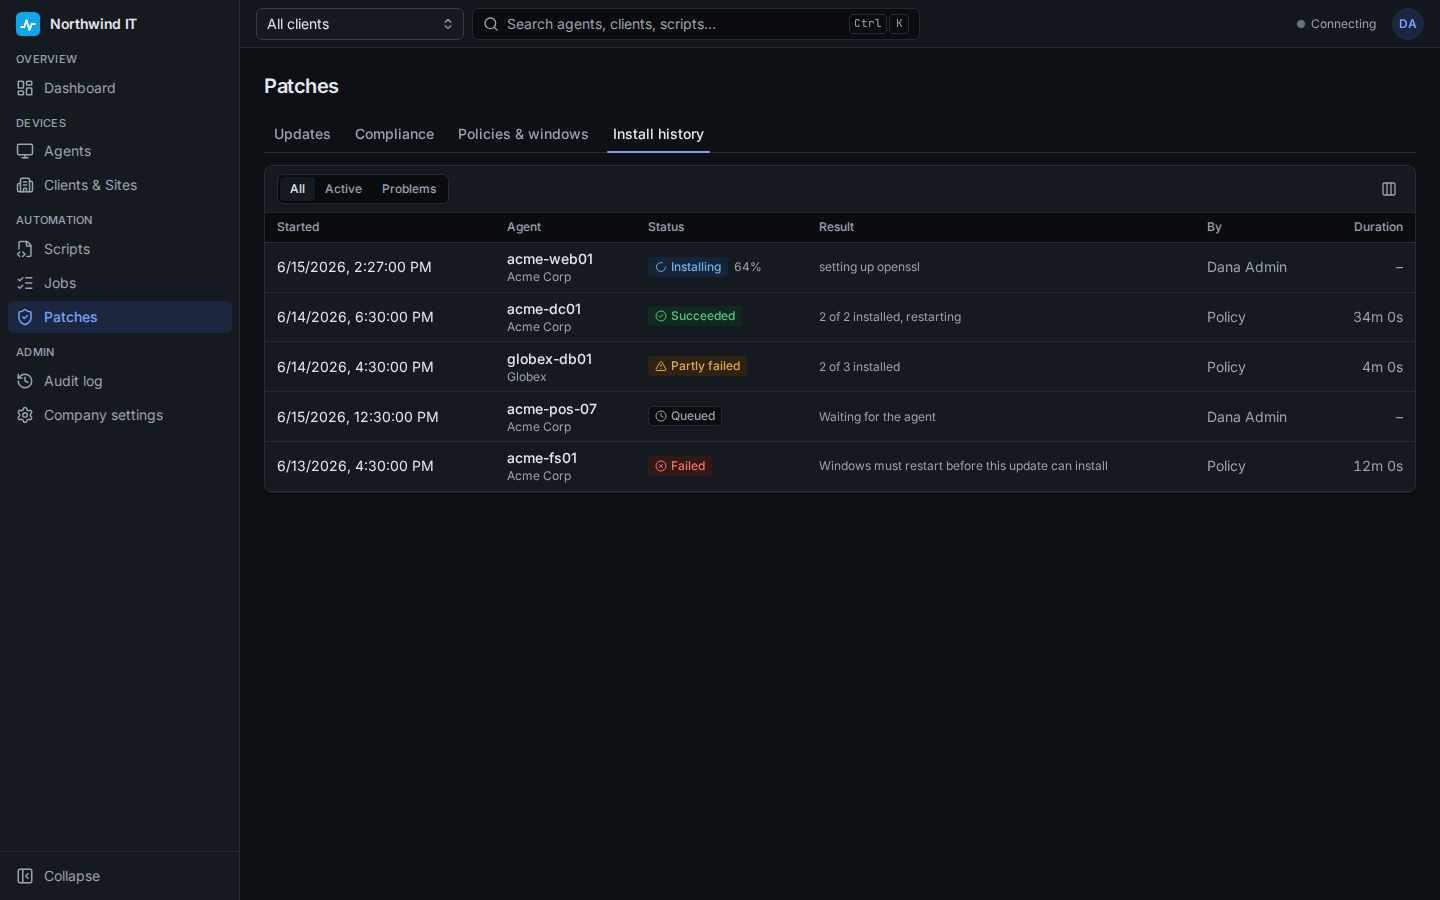 Northwind IT
All clients
Search agents, clients, scripts...
Ctrl K
Connecting
DA
OVERVIEW
Dashboard
DEVICES
Agents
Clients & Sites
AUTOMATION
Scripts
Jobs
Patches
ADMIN
Audit log
Company settings
Collapse
Patches
Updates Compliance Policies & windows Install history
All Active Problems
Started Agent Status Result By Duration
6/15/2026, 2:27:00 PM acme-web01 Installing 64% setting up openssl Dana Admin –
Acme Corp
6/14/2026, 6:30:00 PM acme-dc01 Succeeded 2 of 2 installed, restarting Policy 34m 0s
Acme Corp
6/14/2026, 4:30:00 PM globex-db01 Partly failed 2 of 3 installed Policy 4m 0s
Globex
6/15/2026, 12:30:00 PM acme-pos-07 Queued Waiting for the agent Dana Admin –
Acme Corp
6/13/2026, 4:30:00 PM acme-fs01 Failed Windows must restart before this update can install Policy 12m 0s
Acme Corp